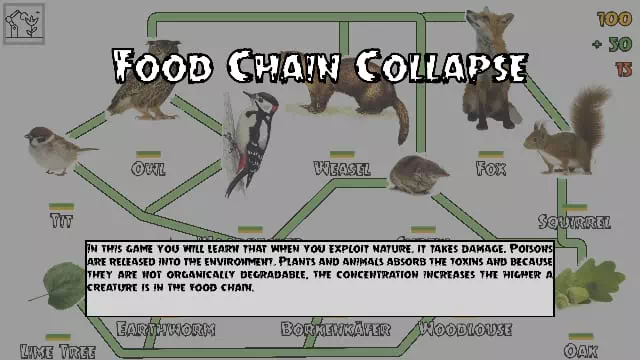 100
+ 50
15
Food Chain Collapse
Owl
Weasel
Fox
Tit
Squirrel
In this game you will learn that when you exploit nature, it takes damage. Poisons
are released into the environment. Plants and animals absorb the toxins and because
they are not organically degradable, the concentration increases the higher a
creature is in the food chain.
Earthworm
Borkenkäfer
Woodlouse
Lime Tree
Oak